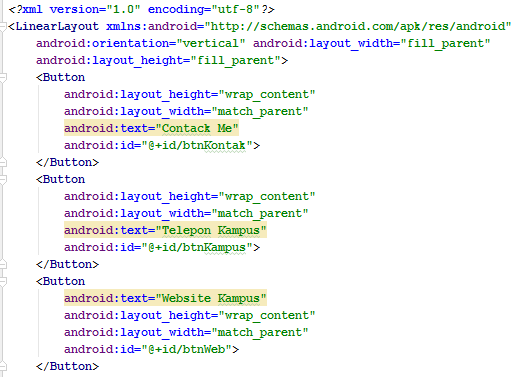 <?xml version="1.0" encoding="utf-8"?>
<LinearLayout xmlns:android="http://schemas.android.com/apk/res/android"
    android:orientation="vertical" android:layout_width="fill_parent"
    android:layout_height="fill_parent">
    <Button
        android:layout_height="wrap_content"
        android:layout_width="match_parent"
        android:text="Contack Me"
        android:id="@+id/btnKontak">
    </Button>
    <Button
        android:layout_height="wrap_content"
        android:layout_width="match_parent"
        android:text="Telepon Kampus"
        android:id="@+id/btnKampus">
    </Button>
    <Button
        android:text="Website Kampus"
        android:layout_height="wrap_content"
        android:layout_width="match_parent"
        android:id="@+id/btnWeb">
    </Button>